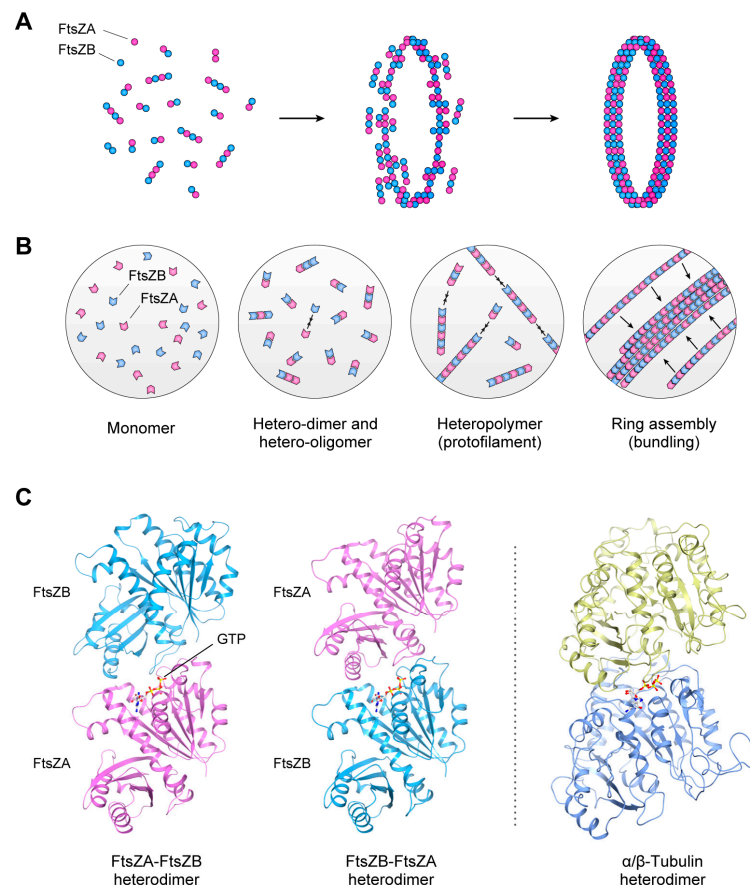 A
FtsZA
FtsZB
B
FtsZB
FtsZA
Monomer
Hetero-dimer and
hetero-oligomer
Heteropolymer
(protofilament)
Ring assembly
(bundling)
C
FtsZB
GTP
FtsZA
FtsZA
FtsZB
FtsZA-FtsZB
heterodimer
FtsZB-FtsZA
heterodimer
α/β-Tubulin
heterodimer